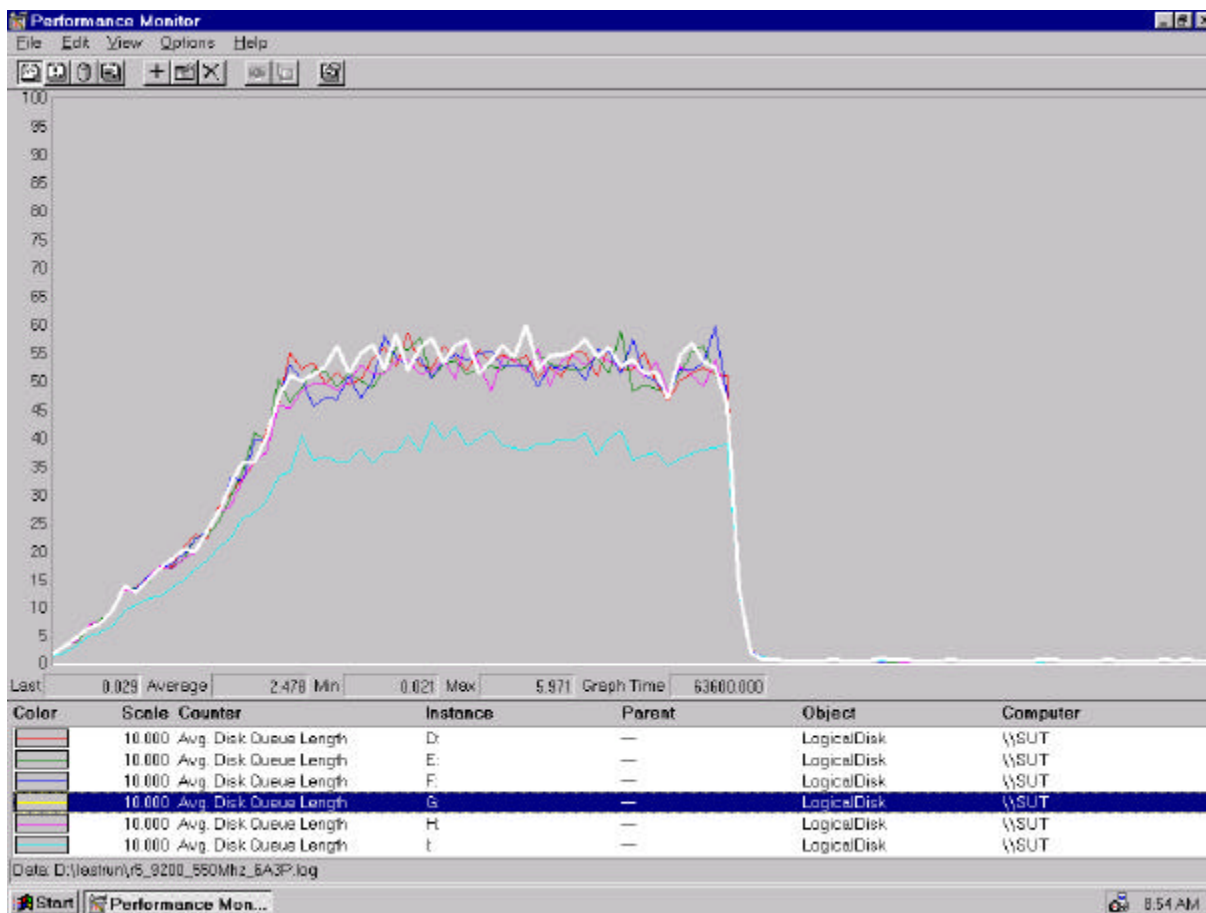 Performance Monitor
File Edit View Options Help
100
95
90
85
80
75
70
65
60
55
50
45
40
35
30
25
20
15
10
5
0
Last 0.029 Average 2.478 Min 0.021 Max 5.971 Graph Time 63600.000
Color Scale Counter Instance Parent Object Computer
10.000 Avg. Disk Queue Length D: — LogicalDisk \\SUT
10.000 Avg. Disk Queue Length E: — LogicalDisk \\SUT
10.000 Avg. Disk Queue Length F: — LogicalDisk \\SUT
10.000 Avg. Disk Queue Length G: — LogicalDisk \\SUT
10.000 Avg. Disk Queue Length H: — LogicalDisk \\SUT
10.000 Avg. Disk Queue Length I: — LogicalDisk \\SUT
Data: D:\lastrun\r5_9200_550Mhz_6A3P.log
Start Performance Mon... 8:54 AM